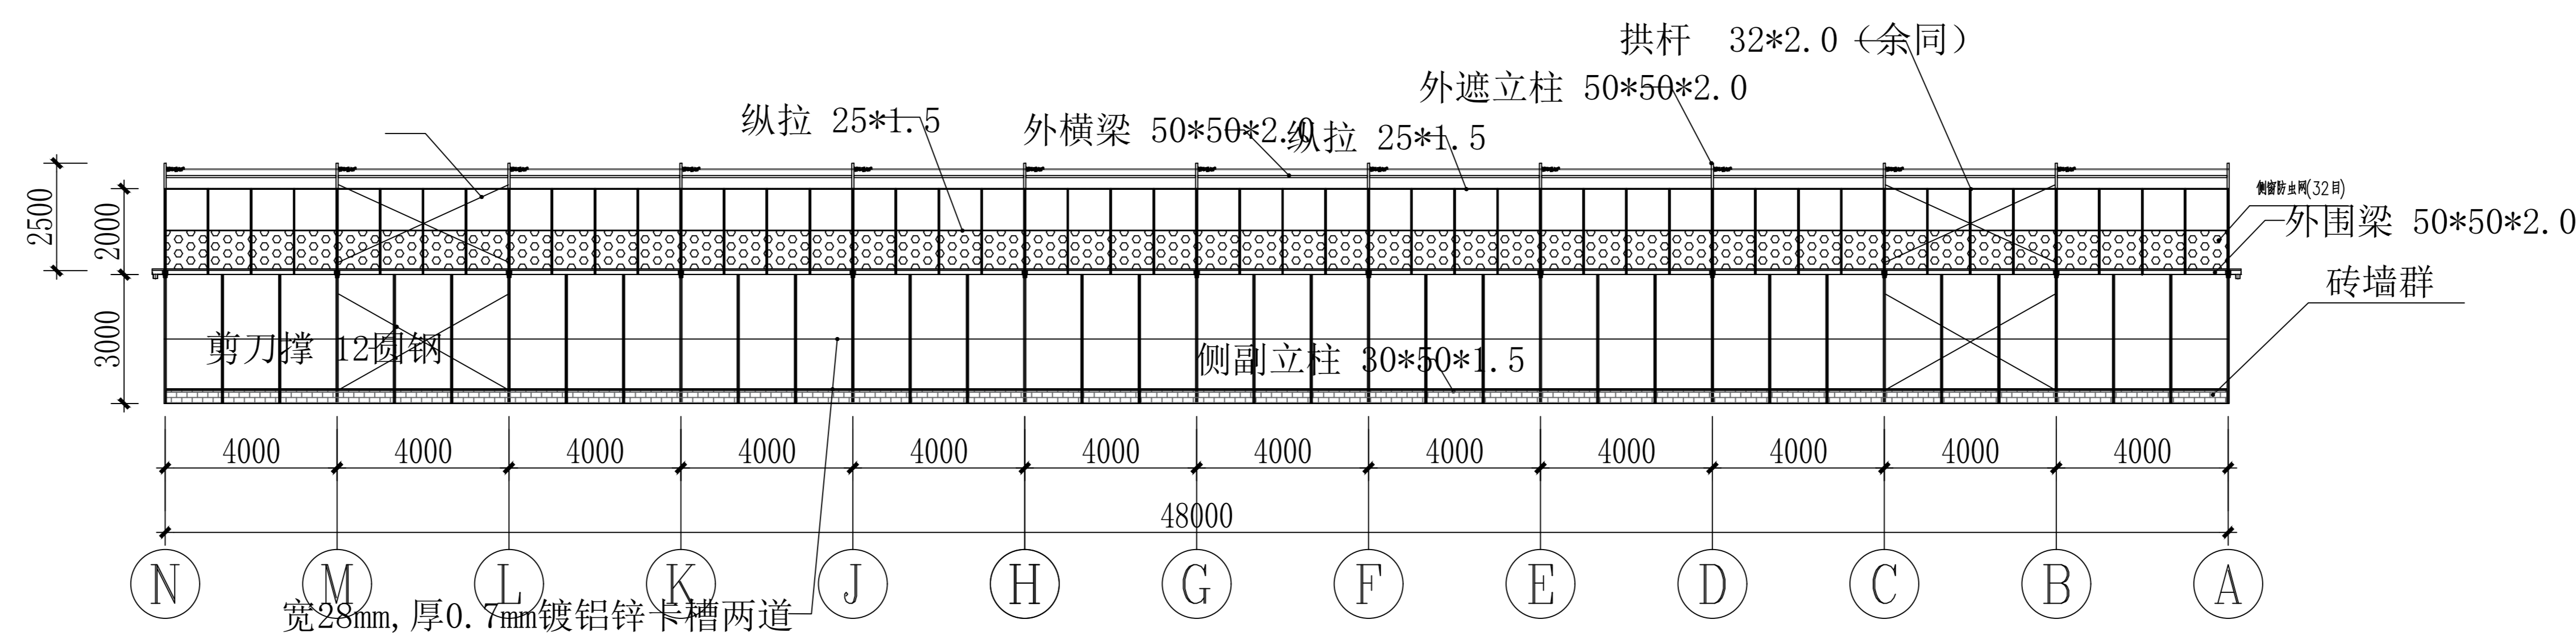 拱杆 32*2.0（余同）
外遮立柱 50*50*2.0
纵拉 25*1.5
外横梁 50*50*2.0
纵拉 25*1.5
侧窗防虫网(32目)
外围梁 50*50*2.0
砖墙群
2500
2000
3000
剪刀撑 12圆钢
侧副立柱 30*50*1.5
4000 4000 4000 4000 4000 4000 4000 4000 4000 4000 4000 4000
48000
N M L K J H G F E D C B A
宽28mm,厚0.7mm镀铝锌卡槽两道